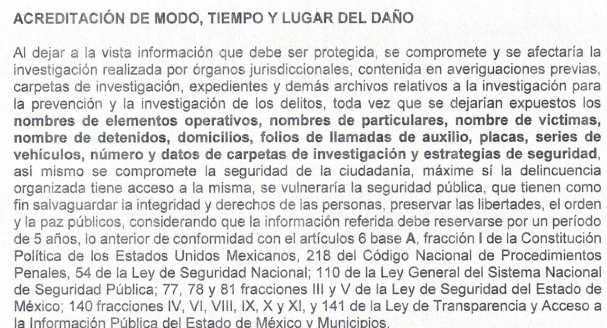 ACREDITACIÓN DE MODO, TIEMPO Y LUGAR DEL DAÑO
Al dejar a la vista información que debe ser protegida, se compromete y se afectaría la
investigación realizada por órganos jurisdiccionales, contenida en averiguaciones previas,
carpetas de investigación, expedientes y demás archivos relativos a la investigación para
la prevención y la investigación de los delitos, toda vez que se dejarían expuestos los
nombres de elementos operativos, nombres de particulares, nombre de victimas,
nombre de detenidos, domicilios, folios de llamadas de auxilio, placas, series de
vehículos, número y datos de carpetas de investigación y estrategias de seguridad,
así mismo se compromete la seguridad de la ciudadanía, máxime sí la delincuencia
organizada tiene acceso a la misma, se vulneraría la seguridad pública, que tienen como
fin salvaguardar la integridad y derechos de las personas, preservar las libertades, el orden
y la paz públicos, considerando que la información referida debe reservarse por un período
de 5 años, lo anterior de conformidad con el artículos 6 base A, fracción I de la Constitución
Política de los Estados Unidos Mexicanos, 218 del Código Nacional de Procedimientos
Penales, 54 de la Ley de Seguridad Nacional; 110 de la Ley General del Sistema Nacional
de Seguridad Pública; 77, 78 y 81 fracciones III y V de la Ley de Seguridad del Estado de
México; 140 fracciones IV, VI, VIII, IX, X y XI, y 141 de la Ley de Transparencia y Acceso a
la Información Pública del Estado de México y Municipios.